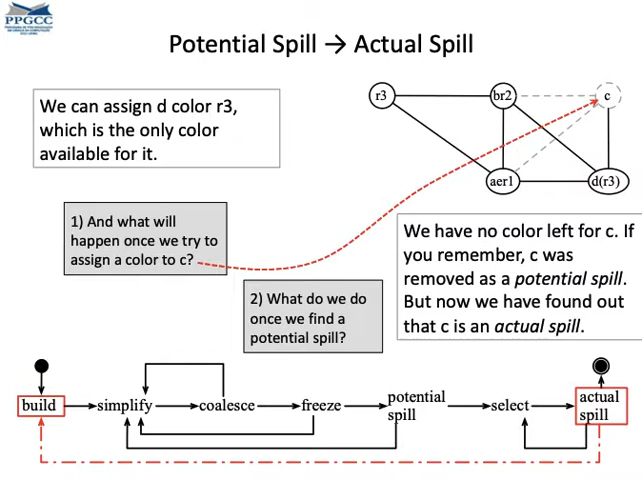 PPGCC
Potential Spill → Actual Spill
We can assign d color r3,
which is the only color
available for it.
r3
br2
c
aer1
d(r3)
1) And what will
happen once we try to
assign a color to c?
We have no color left for c. If
you remember, c was
removed as a potential spill.
But now we have found out
that c is an actual spill.
2) What do we do
once we find a
potential spill?
build
simplify
coalesce
freeze
potential
spill
select
actual
spill